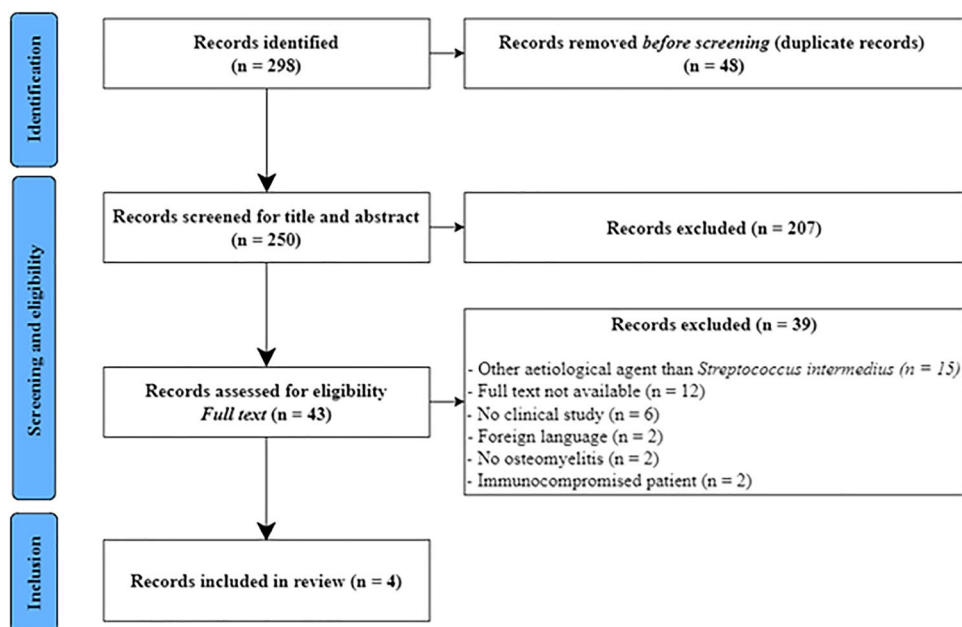 Identification
Records identified
(n = 298)
Records removed before screening (duplicate records)
(n = 48)
Screening and eligibility
Records screened for title and abstract
(n = 250)
Records excluded (n = 207)
Records assessed for eligibility
Full text (n = 43)
Records excluded (n = 39)
- Other aetiological agent than Streptococcus intermedius (n = 15)
- Full text not available (n = 12)
- No clinical study (n = 6)
- Foreign language (n = 2)
- No osteomyelitis (n = 2)
- Immunocompromised patient (n = 2)
Inclusion
Records included in review (n = 4)